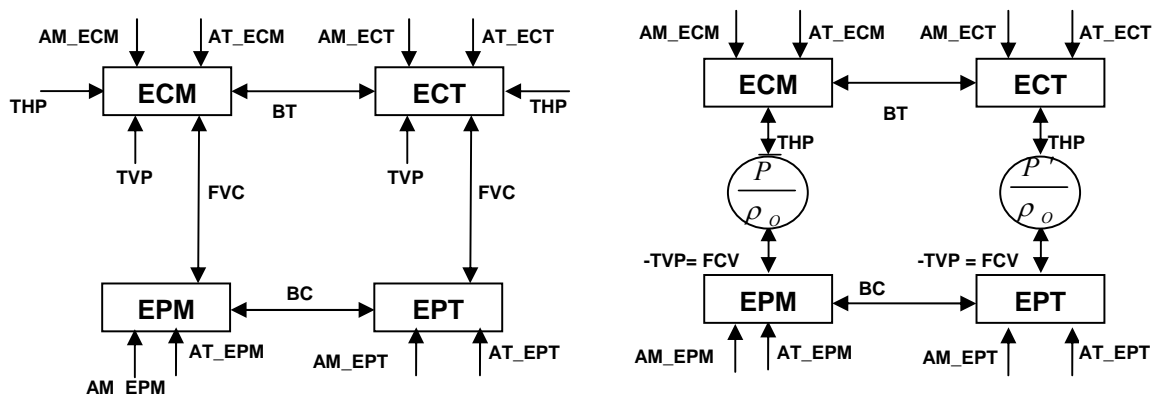 AM_ECM AT_ECM AM_ECT AT_ECT
THP ECM BT ECT THP
TVP TVP
FVC FVC
EPM BC EPT
AM_EPM AT_EPM AM_EPT AT_EPT
AM_ECM AT_ECM AM_ECT AT_ECT
ECM BT ECT
THP THP
P̅ P '
ρ o ρ o
-TVP= FCV -TVP = FCV
EPM BC EPT
AM_EPM AT_EPM AM_EPT AT_EPT